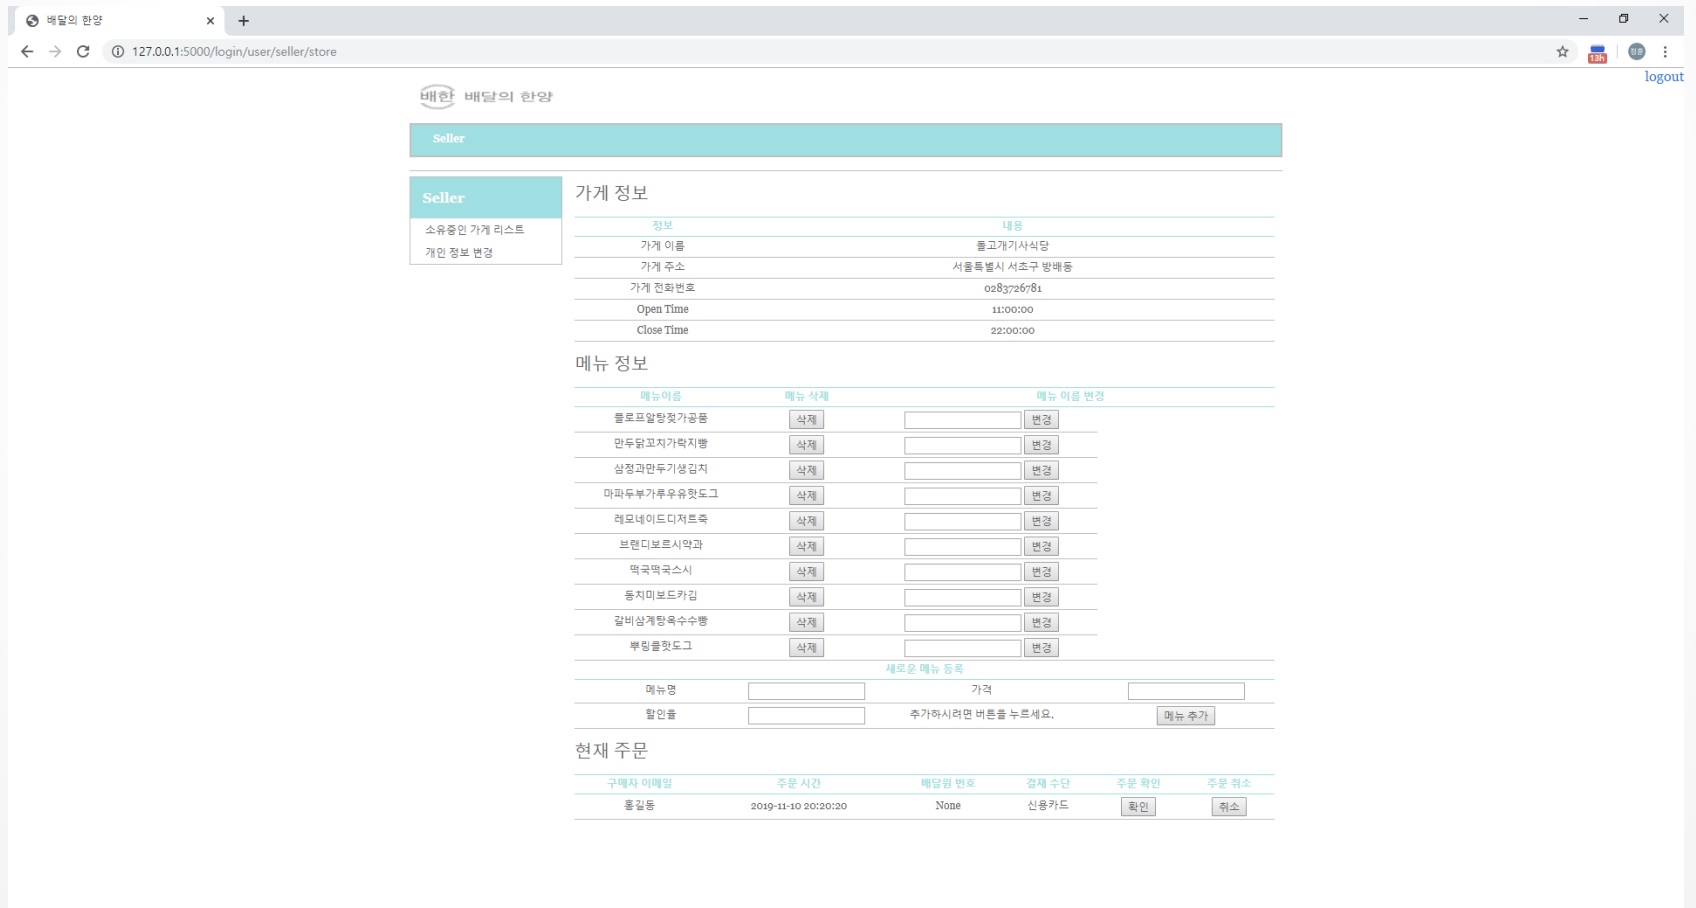 배달의 한양
127.0.0.1:5000/login/user/seller/store
13h
정훈
logout
배한 배달의 한양
Seller
Seller
소유중인 가게 리스트
개인 정보 변경
가게 정보
정보 내용
가게 이름 돌고개기사식당
가게 주소 서울특별시 서초구 방배동
가게 전화번호 0283726781
Open Time 11:00:00
Close Time 22:00:00
메뉴 정보
메뉴이름 메뉴 삭제 메뉴 이름 변경
플로프알탕젖가공품 삭제 변경
만두닭꼬치가락지빵 삭제 변경
삼정과만두기생김치 삭제 변경
마파두부가루우유핫도그 삭제 변경
레모네이드디저트죽 삭제 변경
브랜디보르시약과 삭제 변경
떡국떡국스시 삭제 변경
동치미보드카김 삭제 변경
갈비삼계탕옥수수빵 삭제 변경
뿌링클핫도그 삭제 변경
새로운 메뉴 등록
메뉴명 가격
할인율 추가하시려면 버튼을 누르세요. 메뉴 추가
현재 주문
구매자 이메일 주문 시간 배달원 번호 결재 수단 주문 확인 주문 취소
홍길동 2019-11-10 20:20:20 None 신용카드 확인 취소